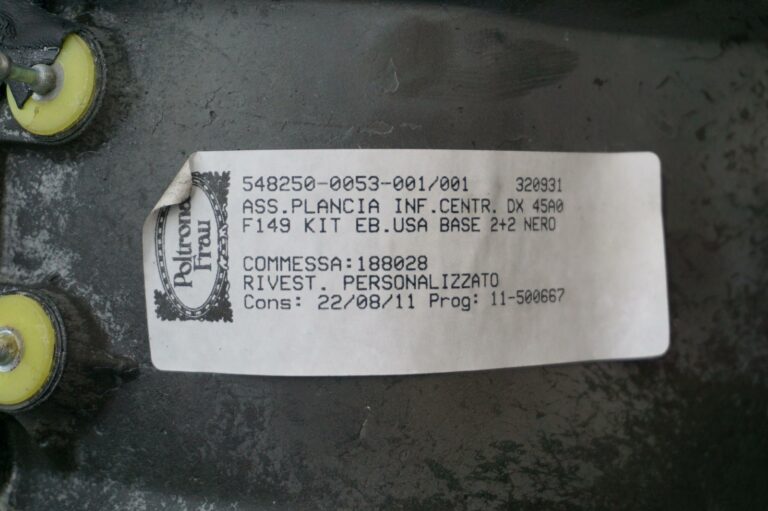 Poltrona
Frau
548250-0053-001/001 320931
ASS.PLANCIA INF.CENTR. DX 45A0
F149 KIT EB.USA BASE 2+2 NERO
COMMESSA:188028
RIVEST. PERSONALIZZATO
Cons: 22/08/11 Prog: 11-500667